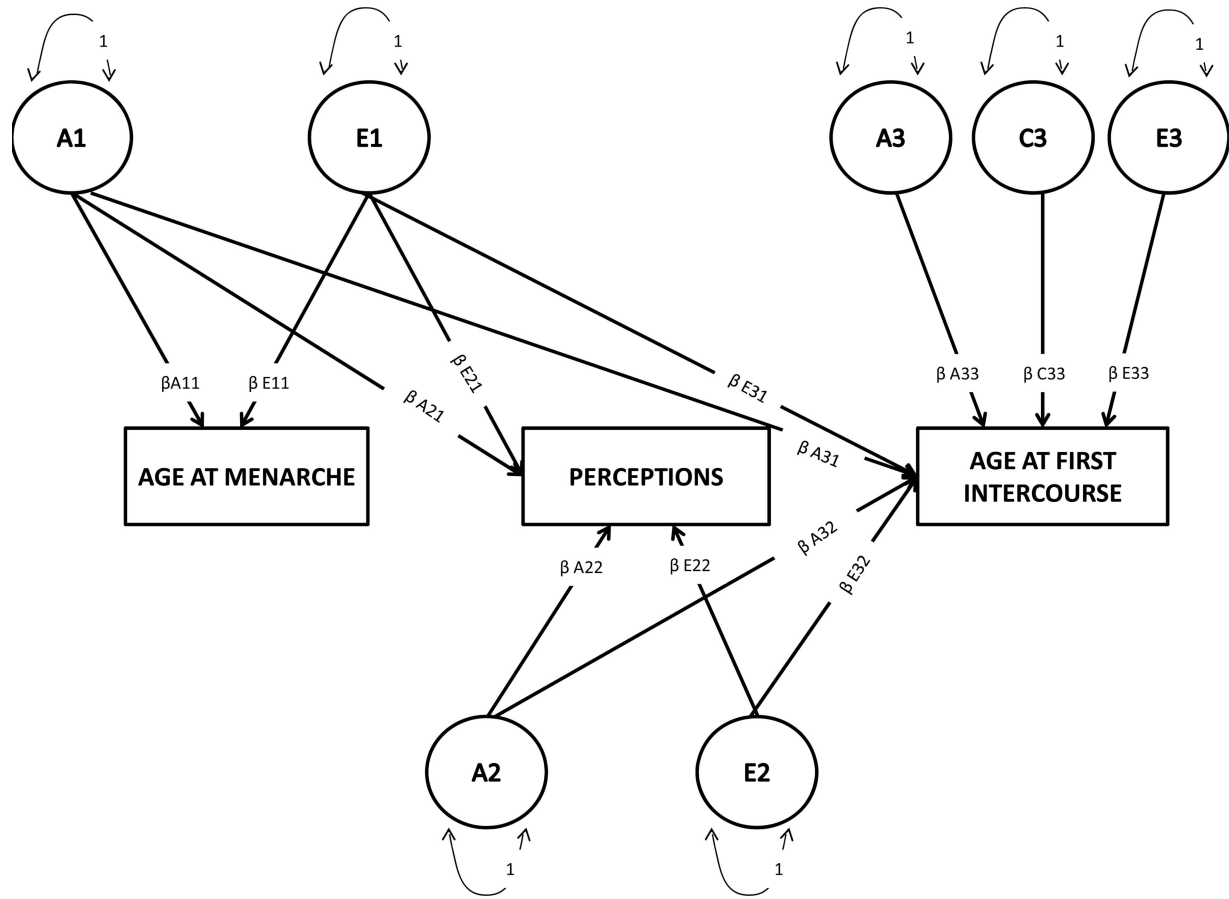 1
1
1
1
1
A1
E1
A3
C3
E3
βA11
β E11
β E21
β A21
β E31
β A31
β A33
β C33
β E33
AGE AT MENARCHE
PERCEPTIONS
AGE AT FIRST
INTERCOURSE
β A22
β E22
β A32
β E32
A2
E2
1
1